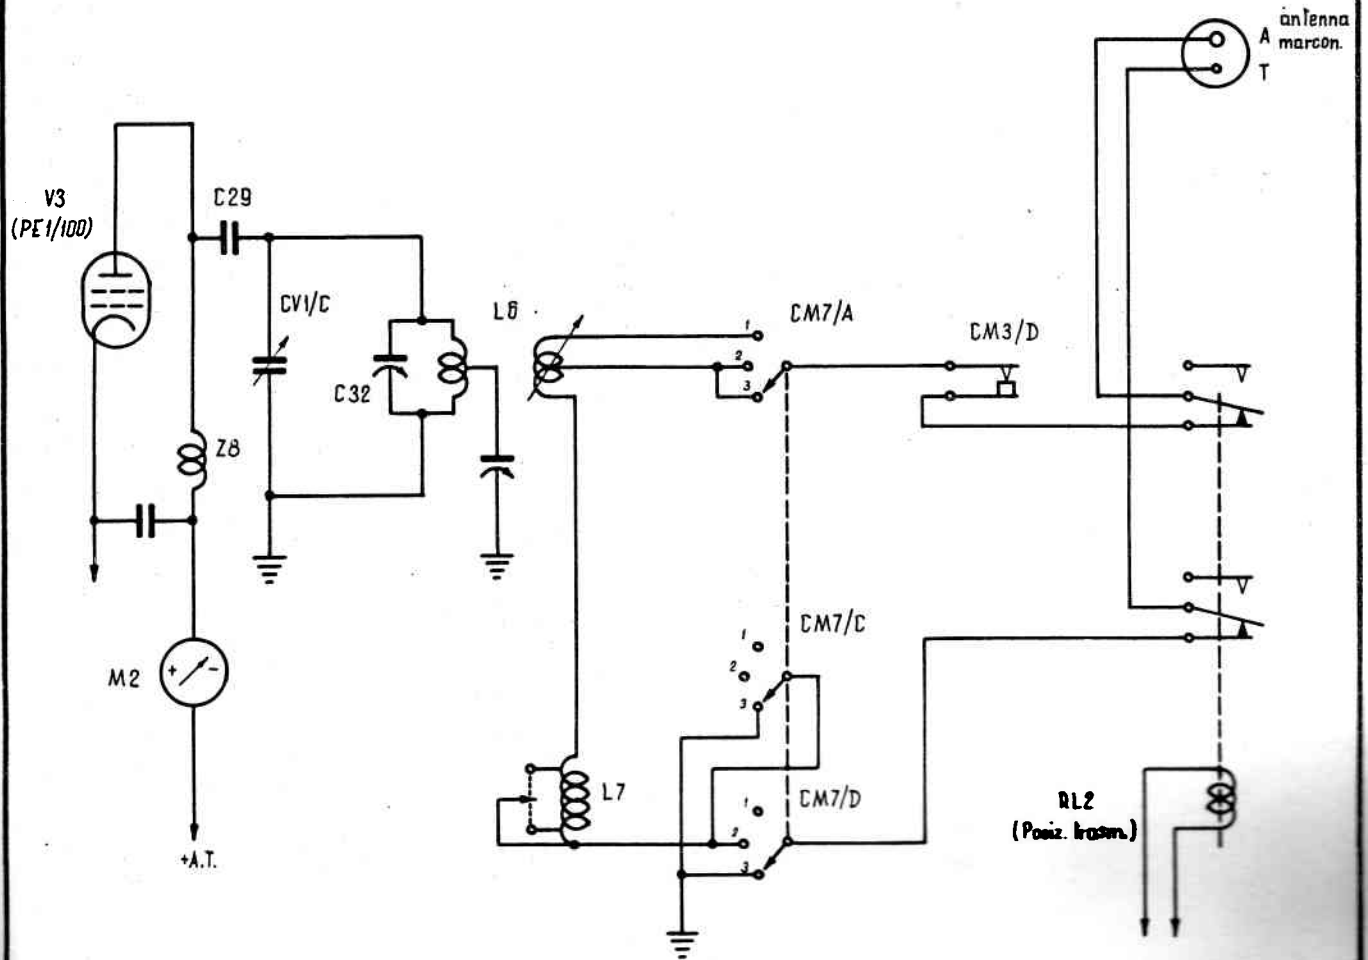 antenna
marcon.
A
T
V3
(PE1/100)
C29
CV1/C
C32
L6
Z8
M2
+ -
+A.T.
CM7/A
1
2
3
CM3/D
CM7/C
1
2
3
L7
CM7/D
1
2
3
RL2
(Posiz. trasm.)